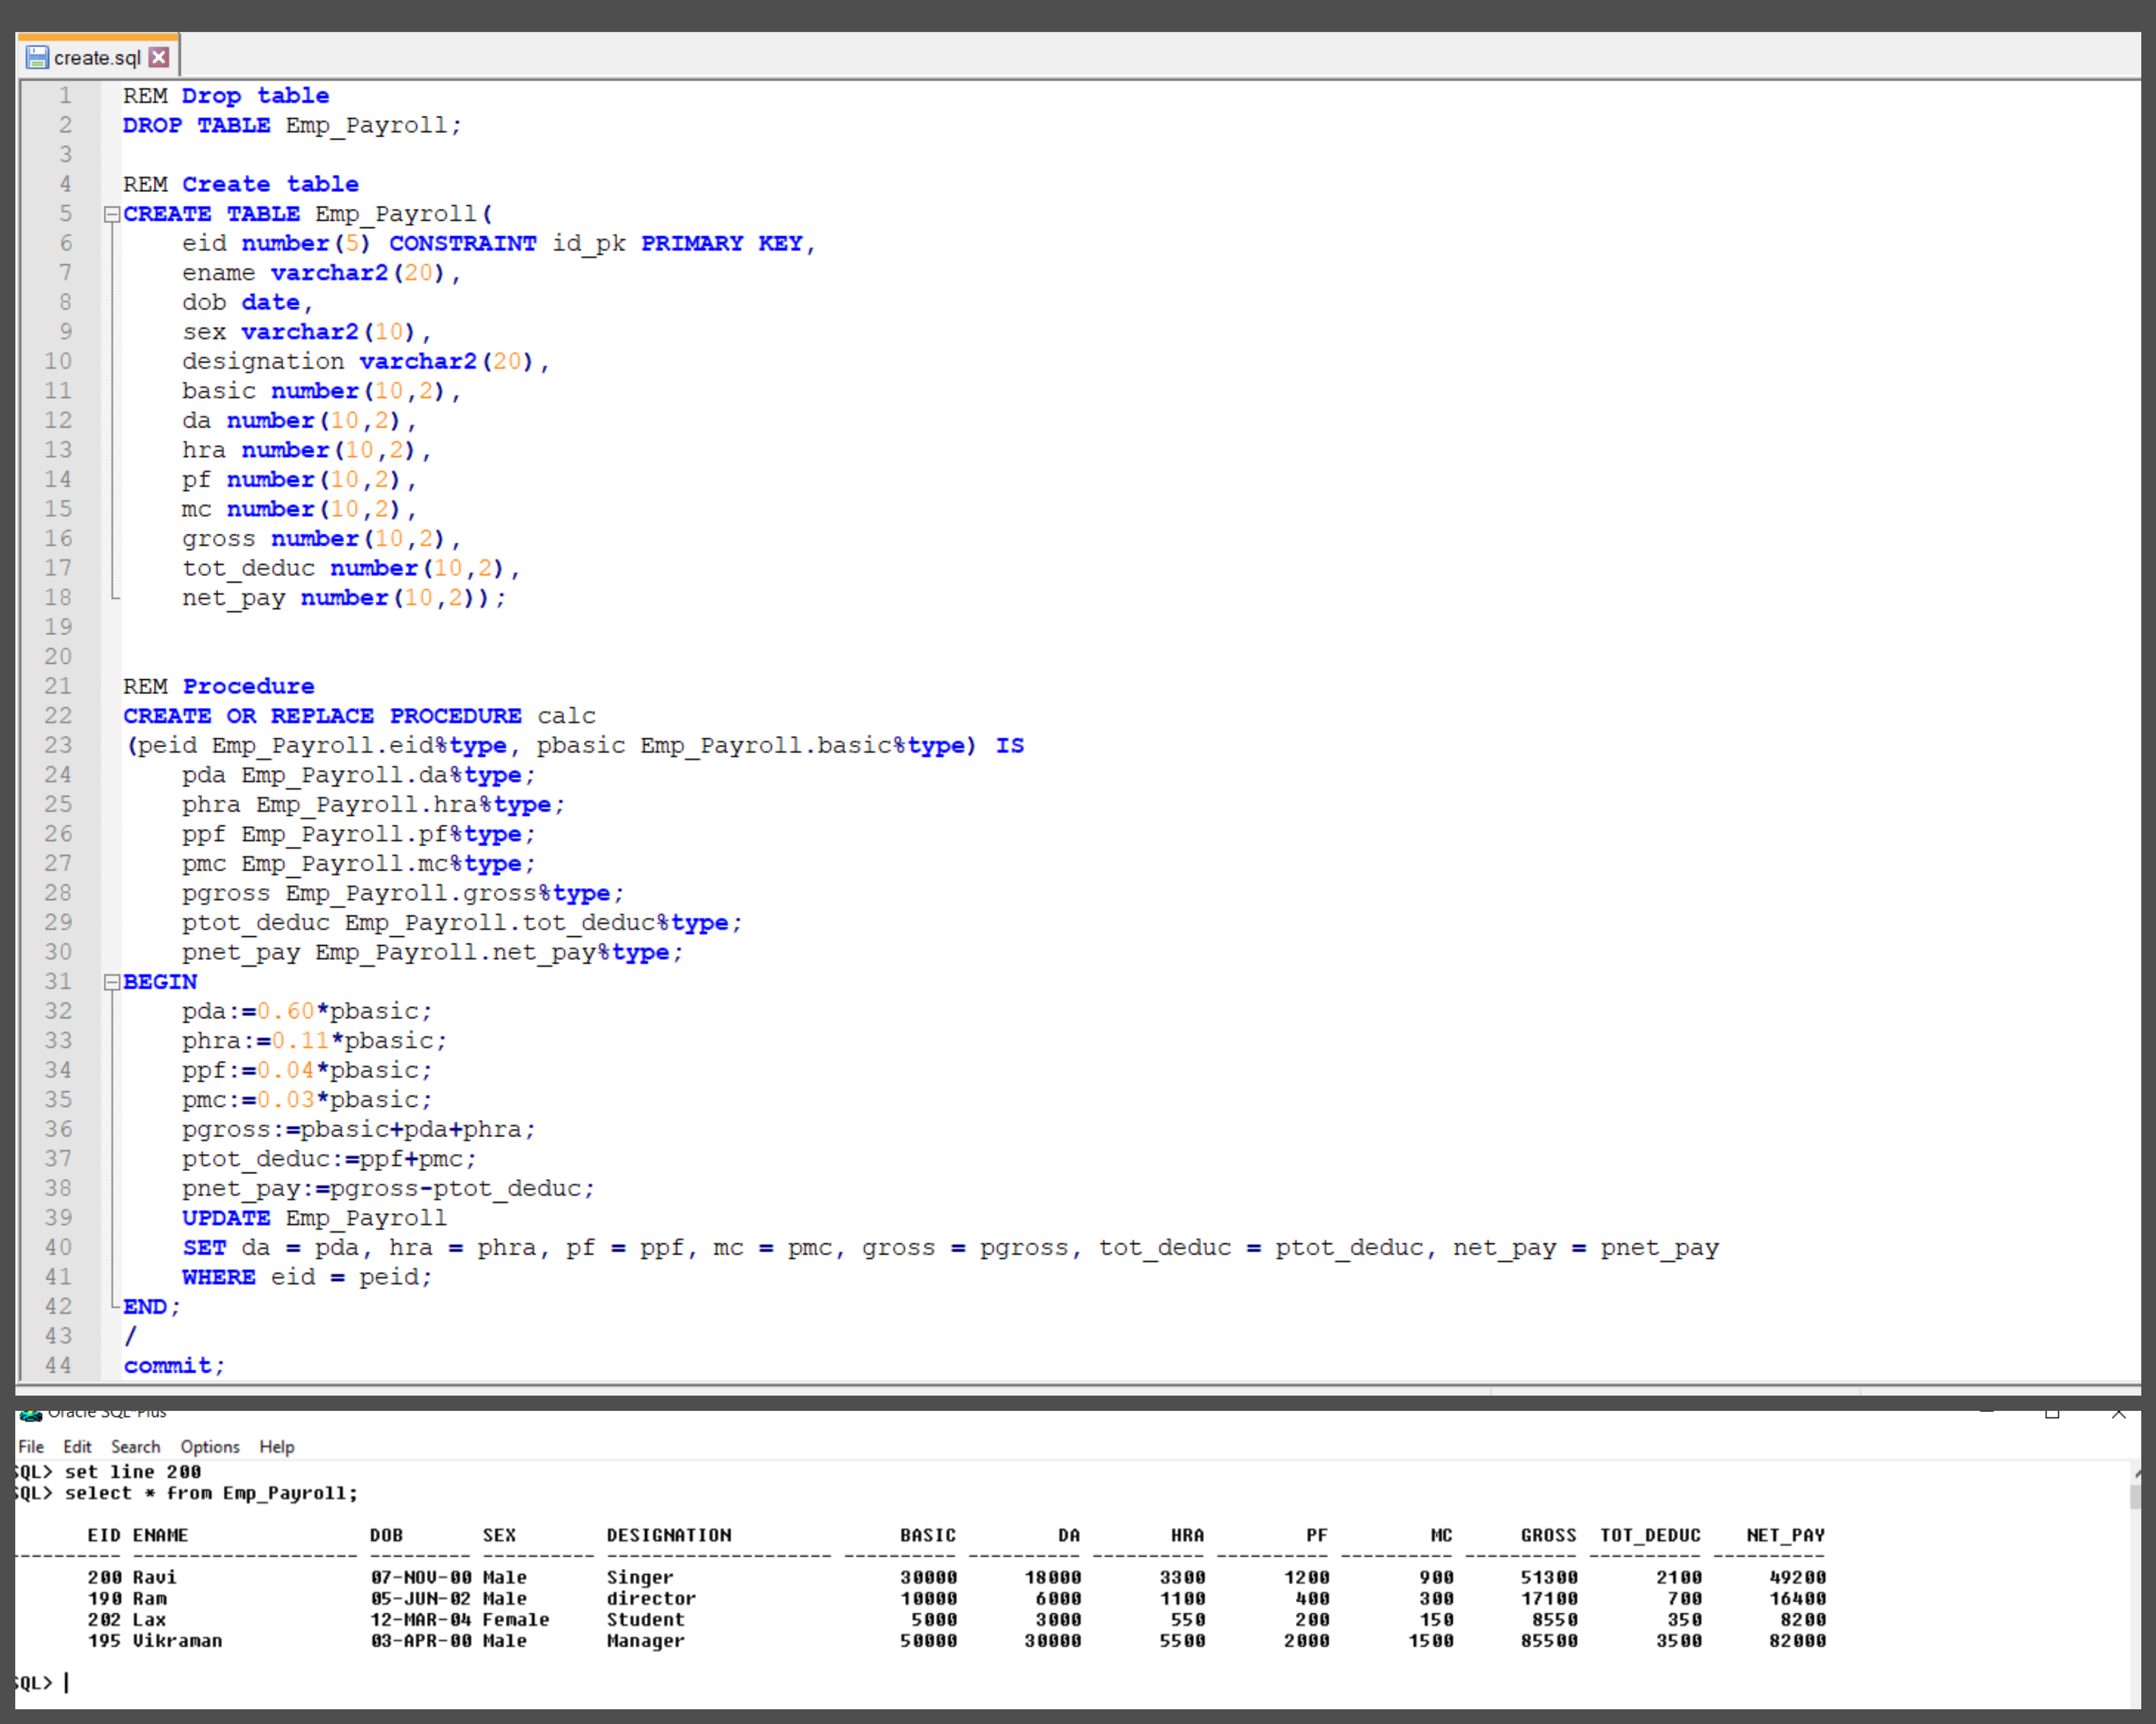 create.sql
1 REM Drop table
2 DROP TABLE Emp_Payroll;
3
4 REM Create table
5 CREATE TABLE Emp_Payroll(
6 eid number(5) CONSTRAINT id_pk PRIMARY KEY,
7 ename varchar2(20),
8 dob date,
9 sex varchar2(10),
10 designation varchar2(20),
11 basic number(10,2),
12 da number(10,2),
13 hra number(10,2),
14 pf number(10,2),
15 mc number(10,2),
16 gross number(10,2),
17 tot_deduc number(10,2),
18 net_pay number(10,2));
19
20
21 REM Procedure
22 CREATE OR REPLACE PROCEDURE calc
23 (peid Emp_Payroll.eid%type, pbasic Emp_Payroll.basic%type) IS
24 pda Emp_Payroll.da%type;
25 phra Emp_Payroll.hra%type;
26 ppf Emp_Payroll.pf%type;
27 pmc Emp_Payroll.mc%type;
28 pgross Emp_Payroll.gross%type;
29 ptot_deduc Emp_Payroll.tot_deduc%type;
30 pnet_pay Emp_Payroll.net_pay%type;
31 BEGIN
32 pda:=0.60*pbasic;
33 phra:=0.11*pbasic;
34 ppf:=0.04*pbasic;
35 pmc:=0.03*pbasic;
36 pgross:=pbasic+pda+phra;
37 ptot_deduc:=ppf+pmc;
38 pnet_pay:=pgross-ptot_deduc;
39 UPDATE Emp_Payroll
40 SET da = pda, hra = phra, pf = ppf, mc = pmc, gross = pgross, tot_deduc = ptot_deduc, net_pay = pnet_pay
41 WHERE eid = peid;
42 END;
43 /
44 commit;
Oracle SQL*Plus
File Edit Search Options Help
SQL> set line 200
SQL> select * from Emp_Payroll;
EID ENAME DOB SEX DESIGNATION BASIC DA HRA PF MC GROSS TOT_DEDUC NET_PAY
---------- -------------------- --------- ---------- -------------------- ---------- ---------- ---------- ---------- ---------- ---------- ---------- ----------
200 Ravi 07-NOV-00 Male Singer 30000 18000 3300 1200 900 51300 2100 49200
190 Ram 05-JUN-02 Male director 10000 6000 1100 400 300 17100 700 16400
202 Lax 12-MAR-04 Female Student 5000 3000 550 200 150 8550 350 8200
195 Vikraman 03-APR-00 Male Manager 50000 30000 5500 2000 1500 85500 3500 82000
SQL>